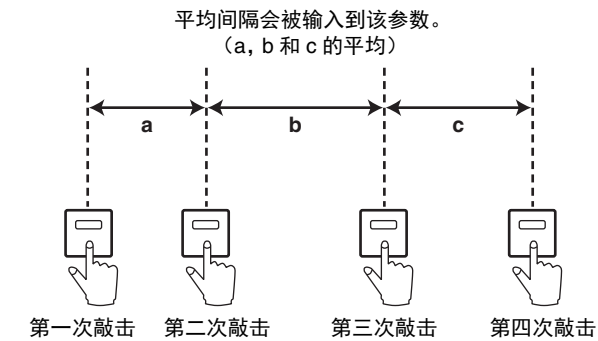 平均间隔会被输入到该参数。
（a, b 和 c 的平均）
a b c
第一次敲击 第二次敲击 第三次敲击 第四次敲击